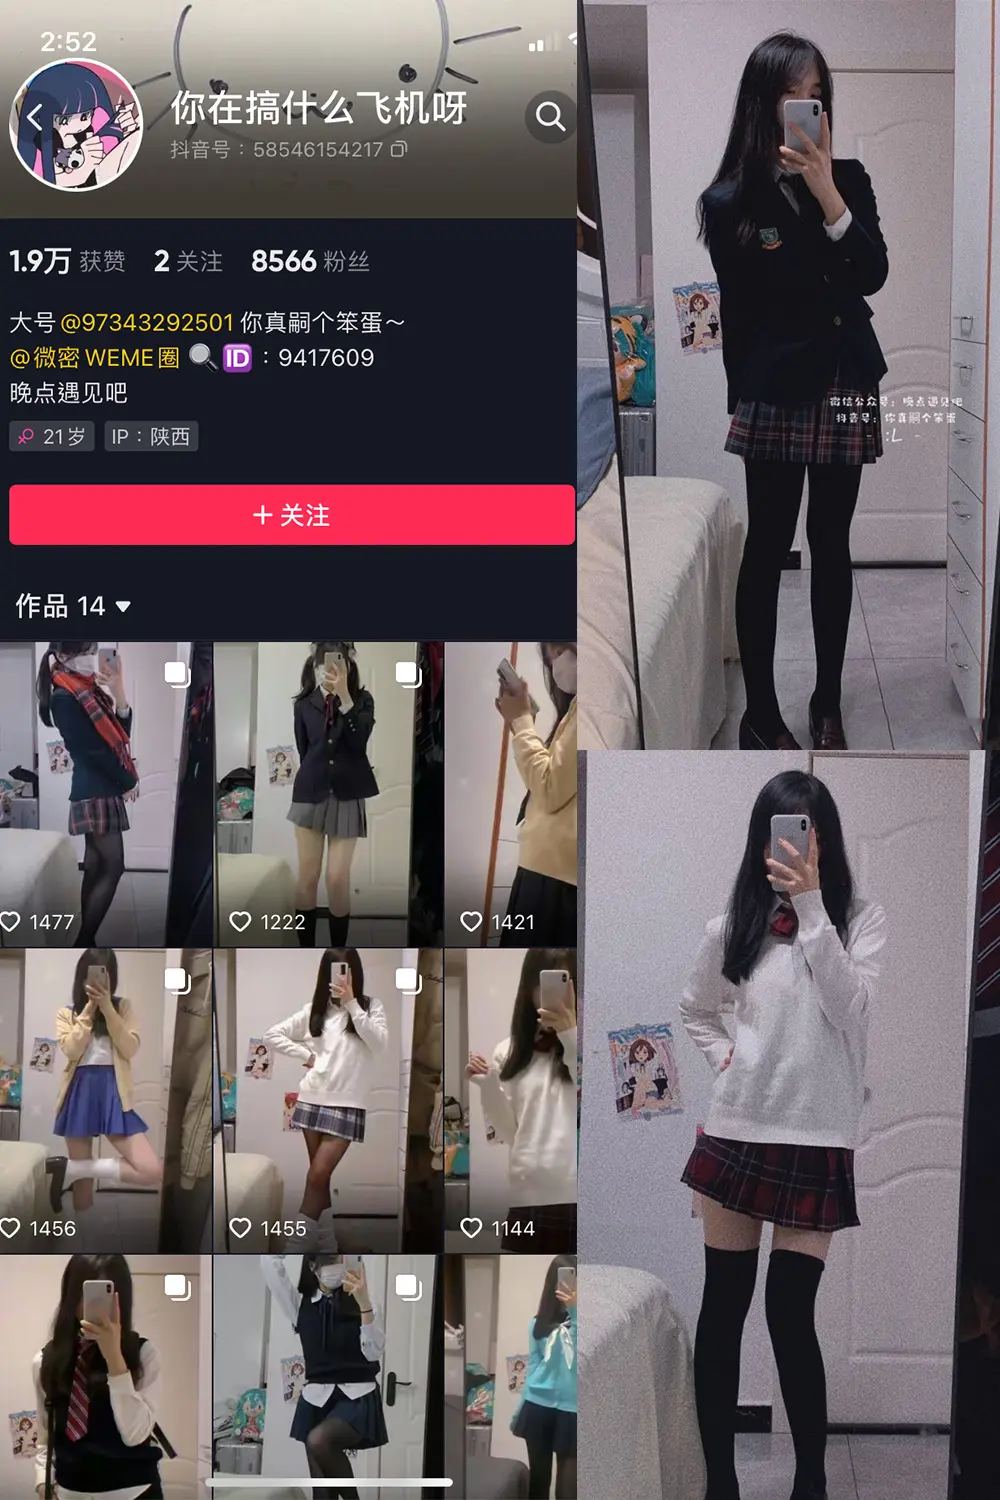 2:52
你在搞什么飞机呀
抖音号：58546154217
1.9万 获赞 2 关注 8566 粉丝
大号 @97343292501 你真嗣个笨蛋～
@微密 WEME圈 🔍 🆔 ：9417609
晚点遇见吧
21岁 IP：陕西
+ 关注
作品 14
1477
1222
1421
1456
1455
1144
微信公众号：晚点遇见吧
抖音号：你真嗣个笨蛋
- :L -